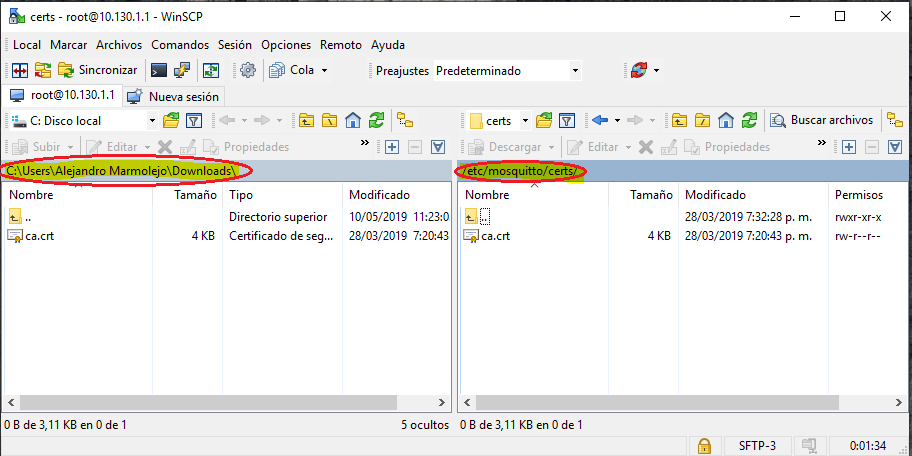 certs - root@10.130.1.1 - WinSCP
Local Marcar Archivos Comandos Sesión Opciones Remoto Ayuda
Sincronizar Cola Preajustes Predeterminado
root@10.130.1.1 Nueva sesión
C: Disco local certs Buscar archivos
Subir Editar Propiedades » Descargar Editar Propiedades »
C:\Users\Alejandro Marmolejo\Downloads\ /etc/mosquitto/certs/
Nombre Tamaño Tipo Modificado Nombre Tamaño Modificado Permisos
.. Directorio superior 10/05/2019 11:23:0 .. 28/03/2019 7:32:28 p. m. rwxr-xr-x
ca.crt 4 KB Certificado de seg... 28/03/2019 7:20:43 ca.crt 4 KB 28/03/2019 7:20:43 p. m. rw-r--r--
0 B de 3,11 KB en 0 de 1 5 ocultos 0 B de 3,11 KB en 0 de 1
SFTP-3 0:01:34